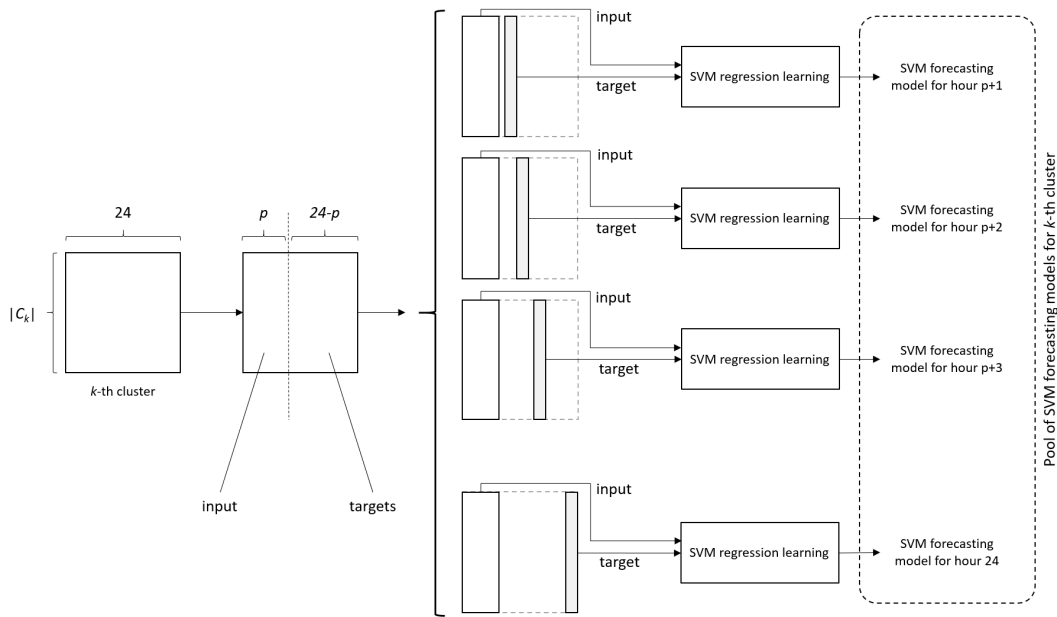 24
|Ck|
k-th cluster
p
24-p
input
targets
input
target
SVM regression learning
SVM forecasting
model for hour p+1
input
target
SVM regression learning
SVM forecasting
model for hour p+2
input
target
SVM regression learning
SVM forecasting
model for hour p+3
input
target
SVM regression learning
SVM forecasting
model for hour 24
Pool of SVM forecasting models for k-th cluster